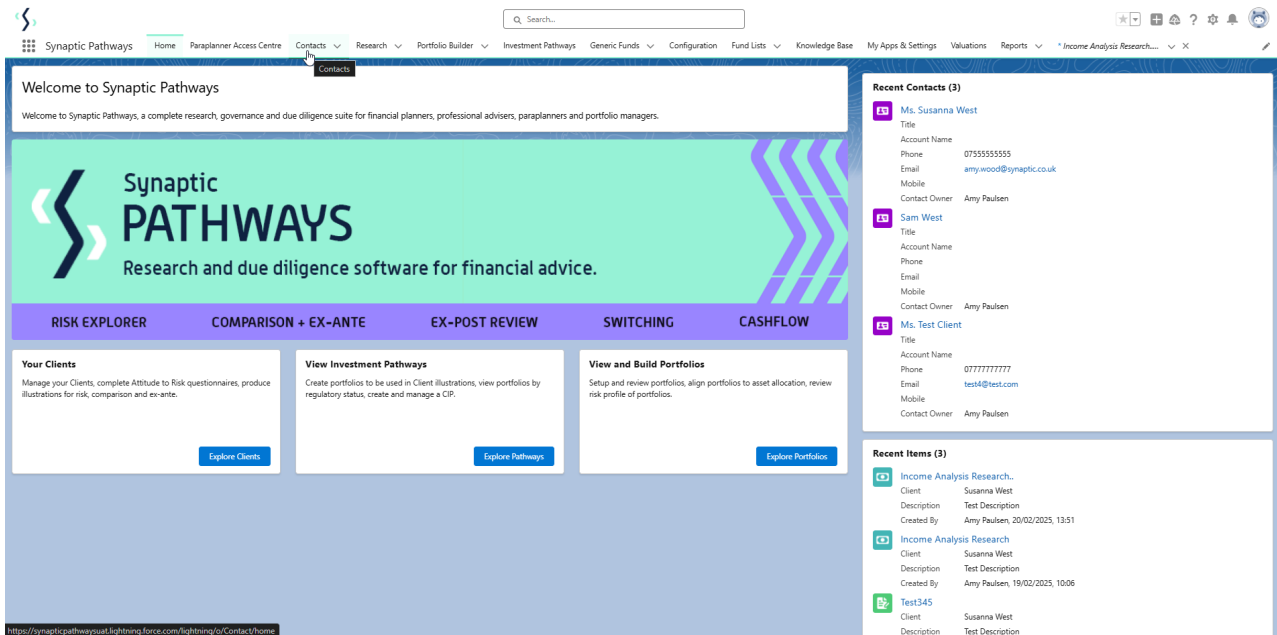 Search...
Synaptic Pathways
Home
Paraplanner Access Centre
Contacts
Research
Portfolio Builder
Investment Pathways
Generic Funds
Configuration
Fund Lists
Knowledge Base
My Apps & Settings
Valuations
Reports
* Income Analysis Research.....
Contacts
Welcome to Synaptic Pathways
Welcome to Synaptic Pathways, a complete research, governance and due diligence suite for financial planners, professional advisers, paraplanners and portfolio managers.
Synaptic
PATHWAYS
Research and due diligence software for financial advice.
RISK EXPLORER
COMPARISON + EX-ANTE
EX-POST REVIEW
SWITCHING
CASHFLOW
Your Clients
Manage your Clients, complete Attitude to Risk questionnaires, produce
illustrations for risk, comparison and ex-ante.
Explore Clients
View Investment Pathways
Create portfolios to be used in Client illustrations, view portfolios by
regulatory status, create and manage a CIP.
Explore Pathways
View and Build Portfolios
Setup and review portfolios, align portfolios to asset allocation, review
risk profile of portfolios.
Explore Portfolios
Recent Contacts (3)
Ms. Susanna West
Title
Account Name
Phone 07555555555
Email amy.wood@synaptic.co.uk
Mobile
Contact Owner Amy Paulsen
Sam West
Title
Account Name
Phone
Email
Mobile
Contact Owner Amy Paulsen
Ms. Test Client
Title
Account Name
Phone 07777777777
Email test4@test.com
Mobile
Contact Owner Amy Paulsen
Recent Items (3)
Income Analysis Research..
Client Susanna West
Description Test Description
Created By Amy Paulsen, 20/02/2025, 13:51
Income Analysis Research
Client Susanna West
Description Test Description
Created By Amy Paulsen, 19/02/2025, 10:06
Test345
Client Susanna West
Description Test Description
https://synapticpathwaysuat.lightning.force.com/lightning/o/Contact/home